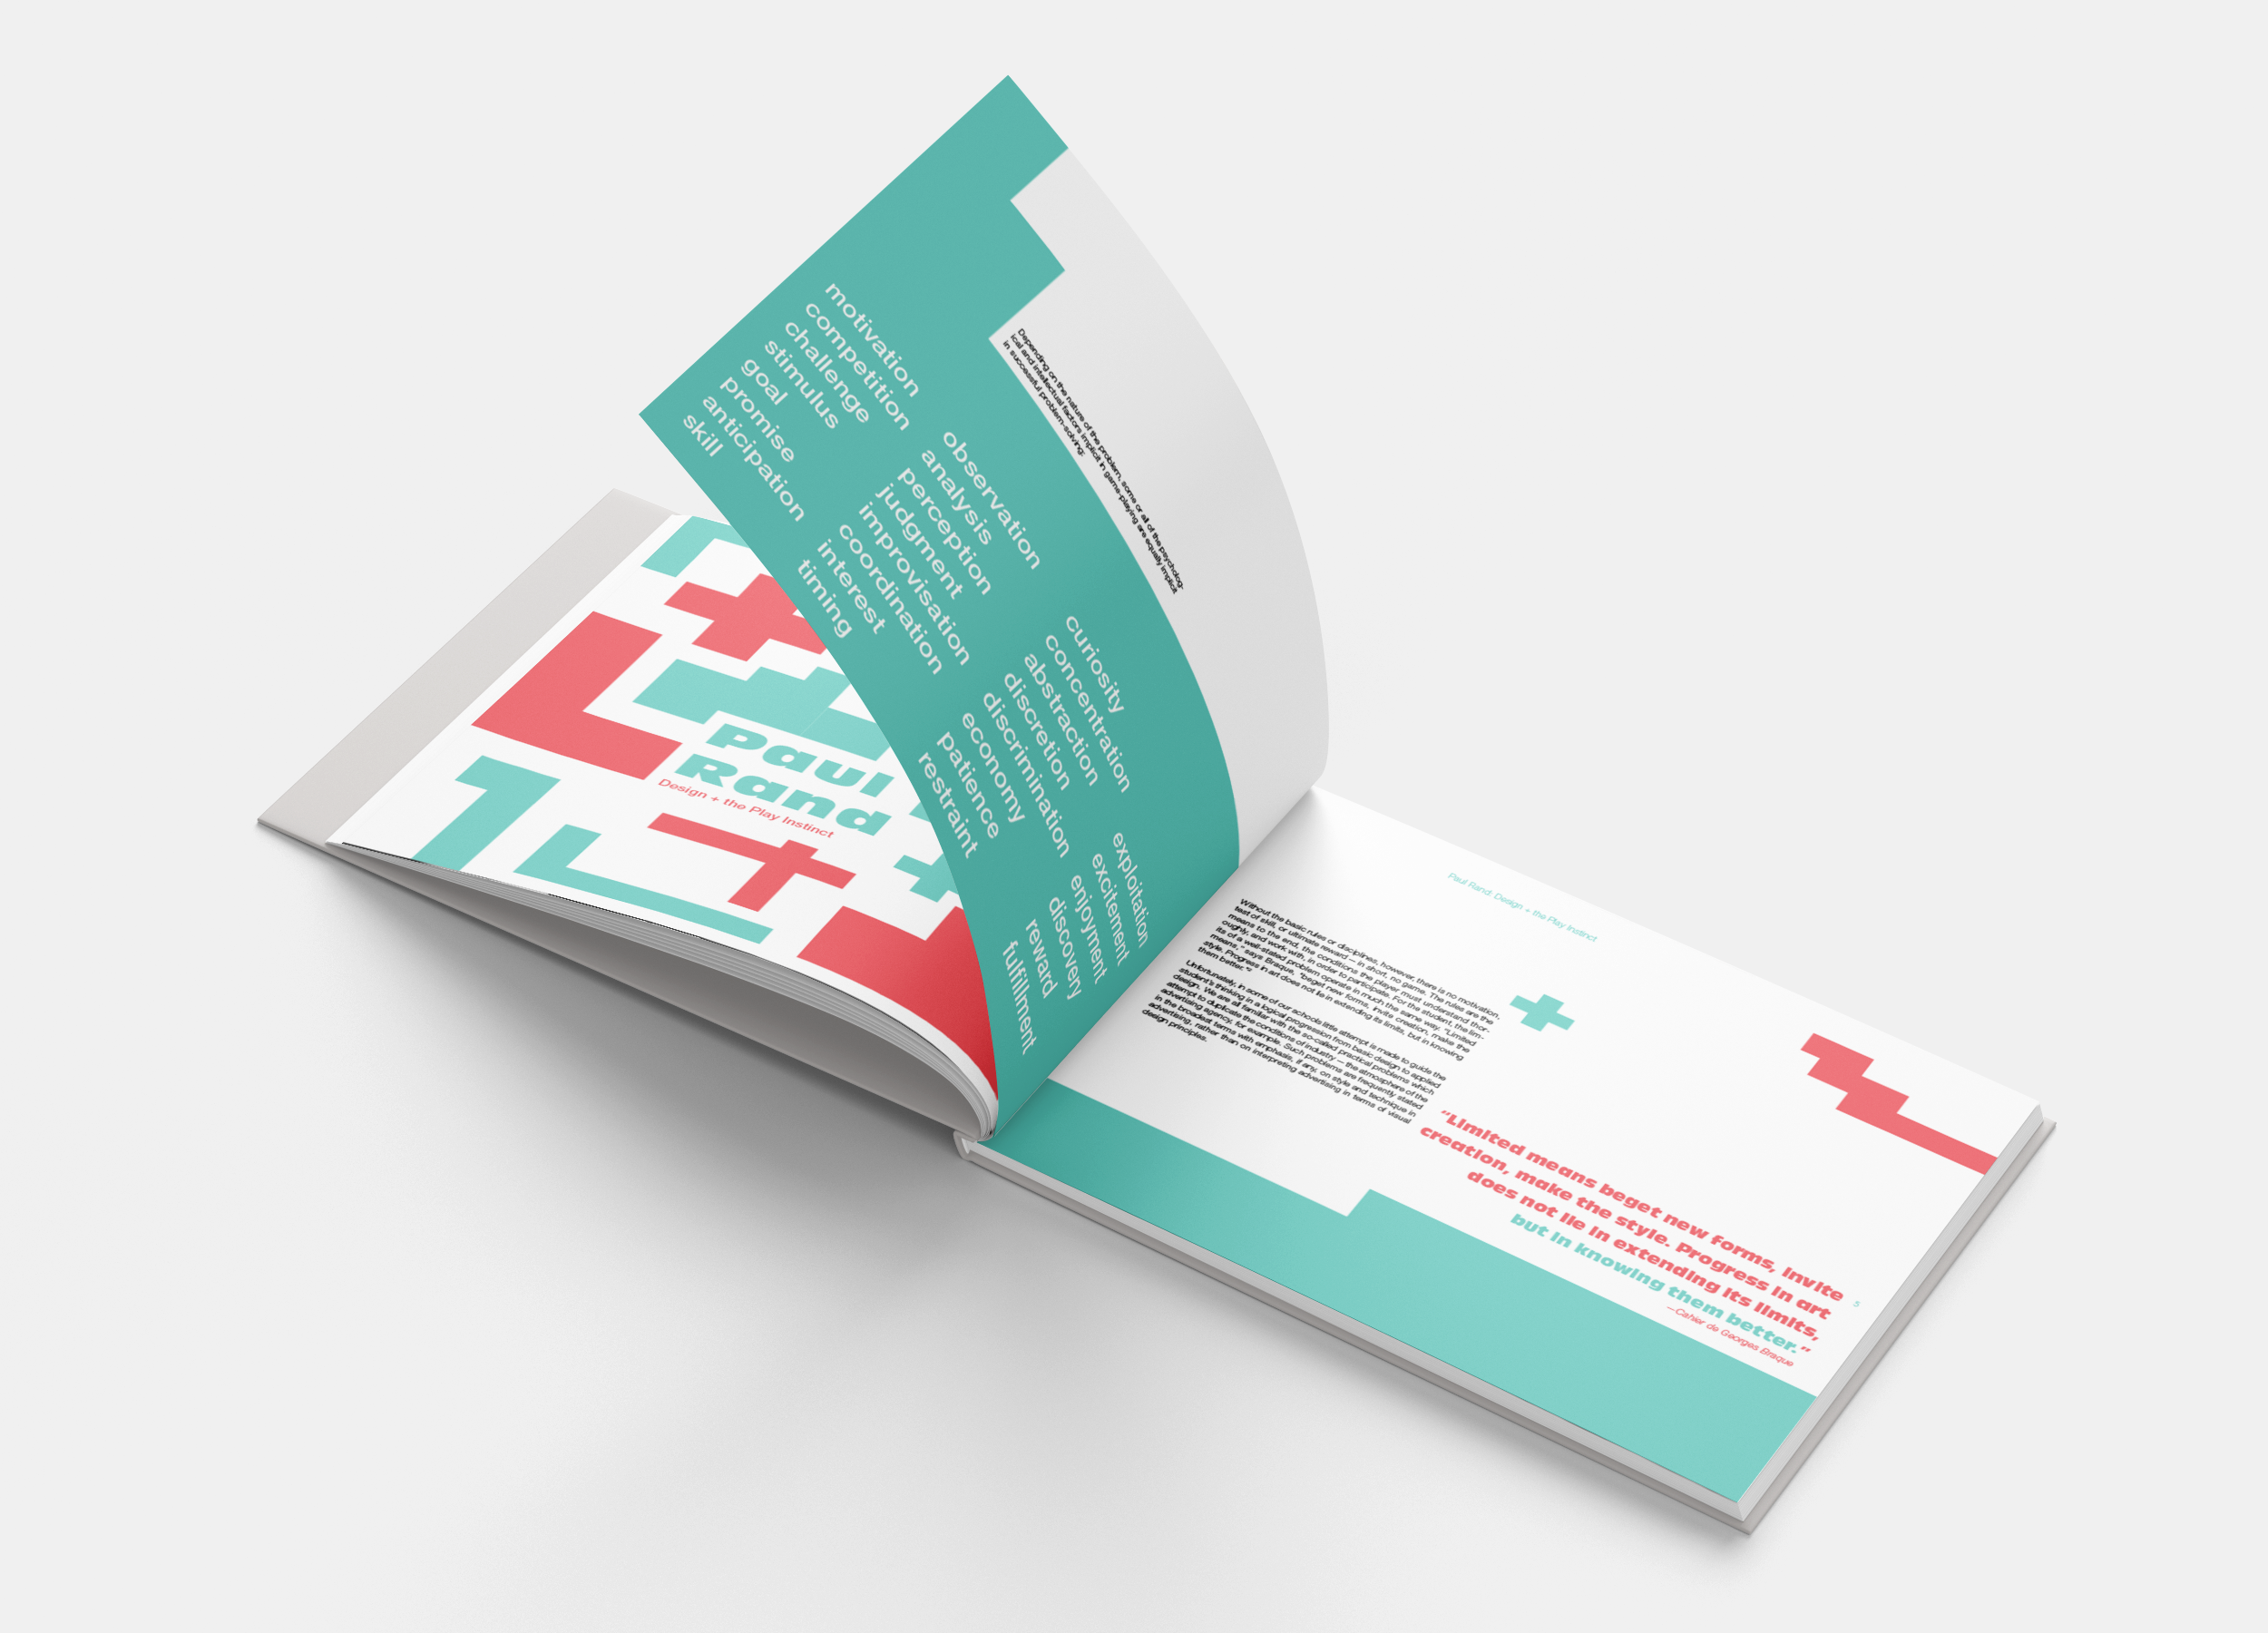 Paul
Rand
Design + the Play Instinct
Depending on the nature of the problem, some or all of the psycholog-
ical and intellectual factors implicit in game-playing are equally implicit
in successful problem-solving:
motivation
competition
challenge
stimulus
goal
promise
anticipation
skill
observation
analysis
perception
judgment
improvisation
coordination
interest
timing
curiosity
concentration
abstraction
discretion
discrimination
economy
patience
restraint
exploitation
excitement
enjoyment
discovery
reward
fulfillment
Paul Rand: Design + the Play Instinct
Without the basic rules or disciplines, however, there is no motivation,
test of skill, or ultimate reward — in short, no game. The rules are the
means to the end, the conditions the player must understand thor-
oughly, and work with, in order to participate. For the student, the lim-
its of a well-stated problem operate in much the same way. “Limited
means,” says Braque, “beget new forms, invite creation, make the
style. Progress in art does not lie in extending its limits, but in knowing
them better.”
Unfortunately, in some of our schools little attempt is made to guide the
student's thinking in a logical progression from basic design to applied
design. We are all familiar with the so-called practical problems which
attempt to duplicate the conditions of industry — the atmosphere of the
advertising agency, for example. Such problems are frequently stated
in the broadest terms with emphasis, if any, on style and technique in
advertising, rather than on interpreting advertising in terms of visual
design principles.
“Limited means beget new forms, invite
creation, make the style. Progress in art
does not lie in extending its limits,
but in knowing them better.”
—Cahier de Georges Braque
5